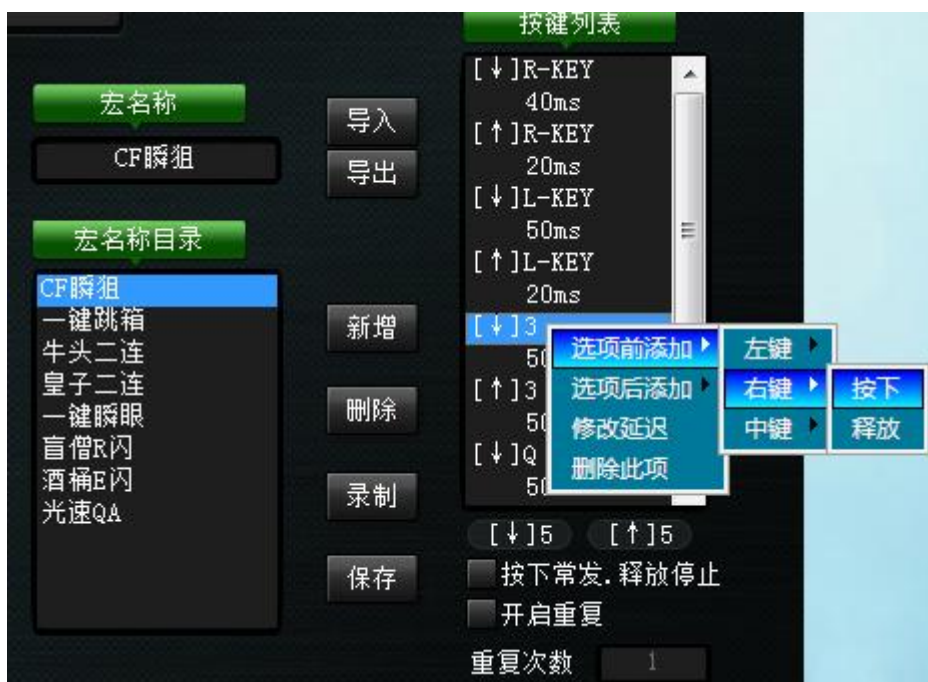 按键列表
宏名称
CF瞬狙
导入
导出
宏名称目录
CF瞬狙
一键跳箱
牛头二连
皇子二连
一键瞬眼
盲僧R闪
酒桶E闪
光速QA
新增
删除
录制
保存
[↓]R-KEY
40ms
[↑]R-KEY
20ms
[↓]L-KEY
50ms
[↑]L-KEY
20ms
[↓]3
50
[↑]3
50
[↓]Q
50
选项前添加
选项后添加
修改延迟
删除此项
左键
右键
中键
按下
释放
[↓]5 [↑]5
按下常发.释放停止
开启重复
重复次数 1